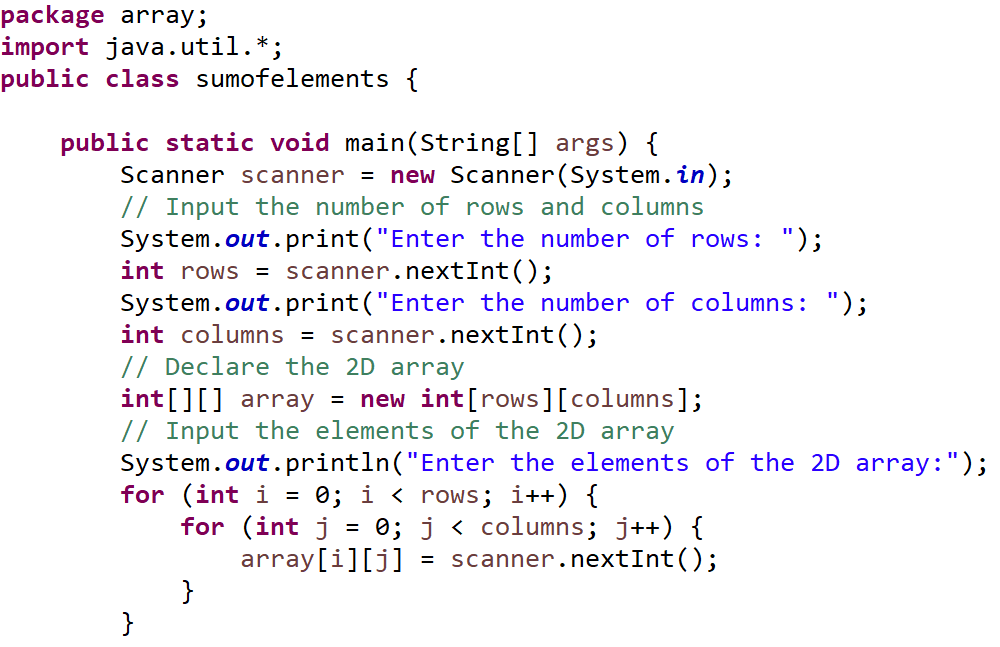 package array;
import java.util.*;
public class sumofelements {
    public static void main(String[] args) {
        Scanner scanner = new Scanner(System.in);
        // Input the number of rows and columns
        System.out.print("Enter the number of rows: ");
        int rows = scanner.nextInt();
        System.out.print("Enter the number of columns: ");
        int columns = scanner.nextInt();
        // Declare the 2D array
        int[][] array = new int[rows][columns];
        // Input the elements of the 2D array
        System.out.println("Enter the elements of the 2D array:");
        for (int i = 0; i < rows; i++) {
            for (int j = 0; j < columns; j++) {
                array[i][j] = scanner.nextInt();
            }
        }